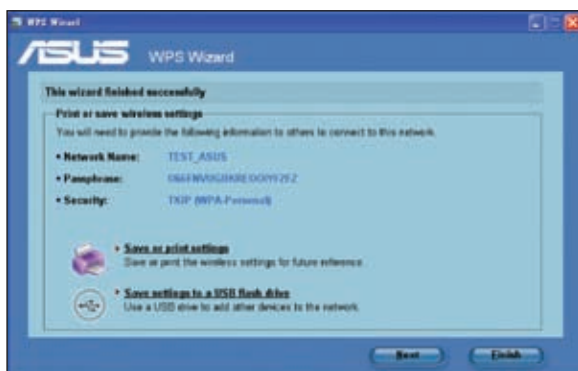 WPS Wizard
ASUS WPS Wizard
This wizard finished successfully
Print or save wireless settings
You will need to provide the following information to others to connect to this network.
• Network Name: TEST_ASUS
• Passphrase:
• Security: TKIP (WPA-Personal)
• Save or print settings
Save or print the wireless settings for future reference.
• Save settings to a USB flash drive
Use a USB drive to add other devices to the network.
Next Finish